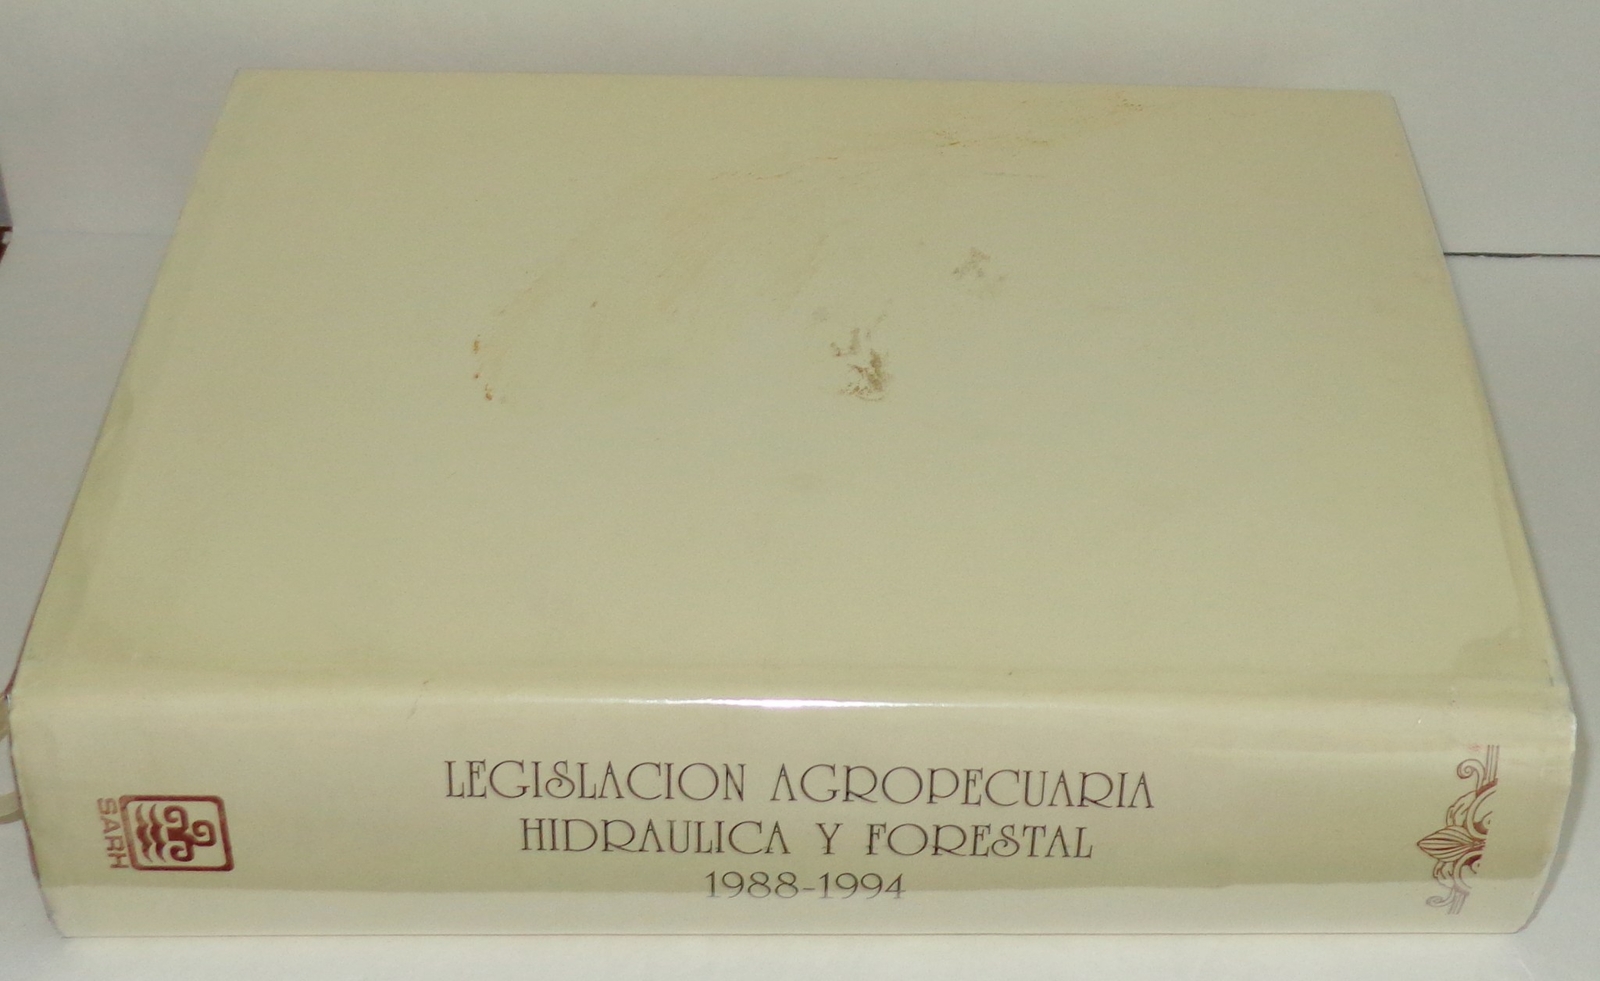 LEGISLACION AGROPECUARIA
HIDRAULICA Y FORESTAL
1988-1994
SARH